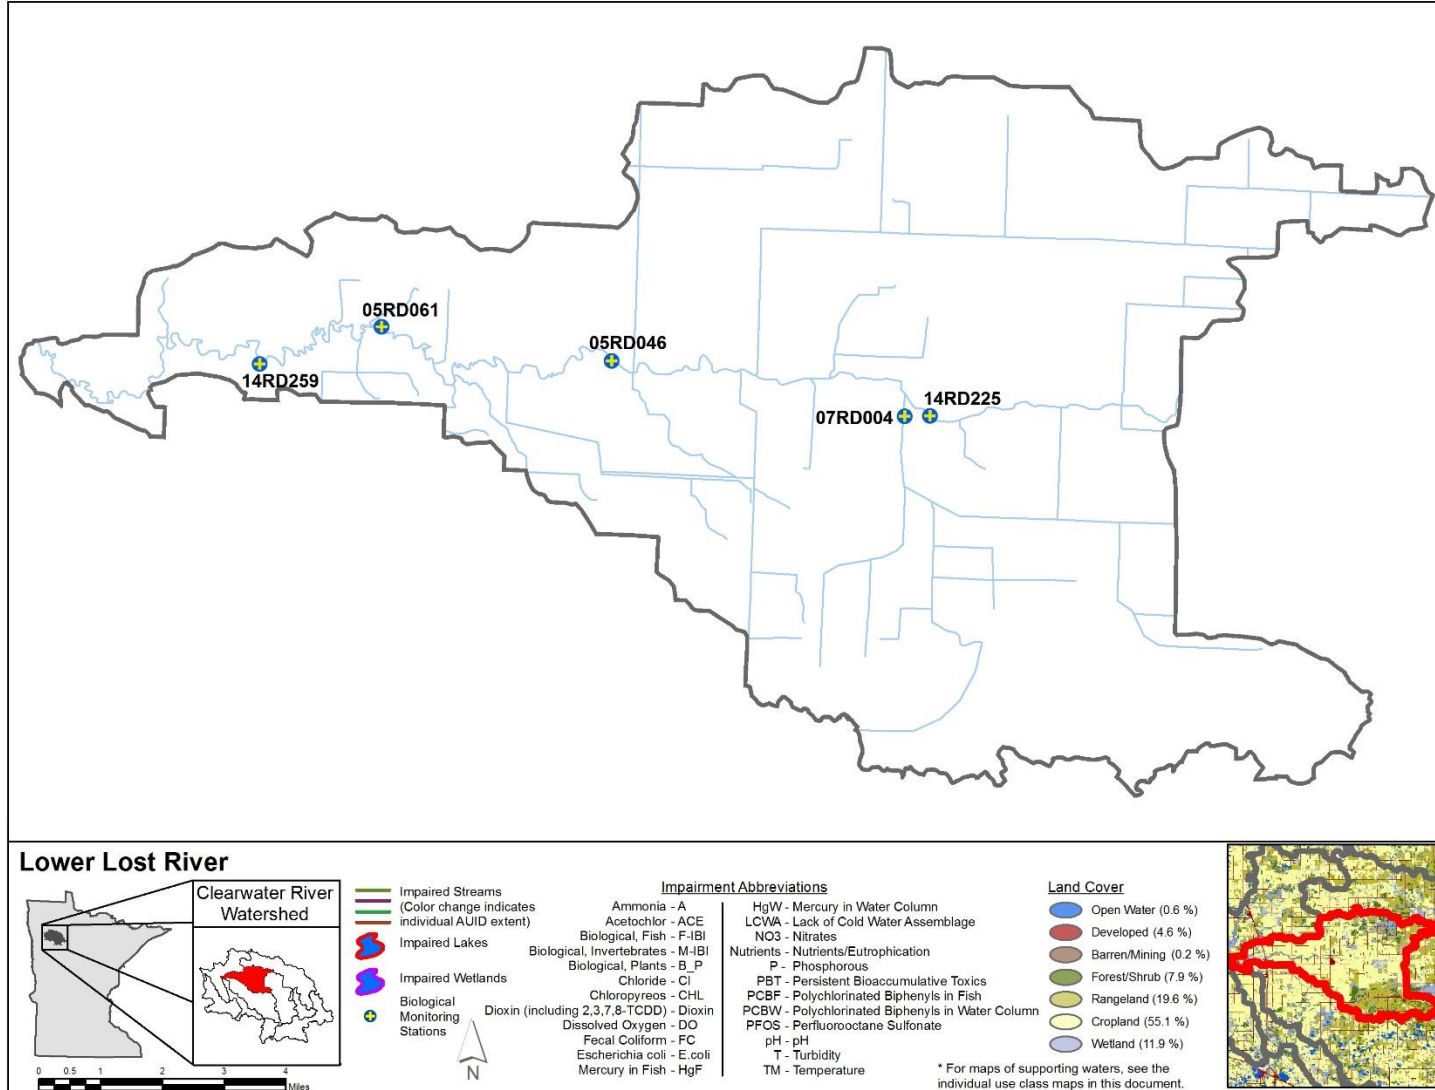 05RD061
05RD046
14RD259
14RD225
07RD004
Lower Lost River
Clearwater River
Watershed
0 0.5 1 2 3 4
Miles
Impaired Streams
(Color change indicates
individual AUID extent)
Impaired Lakes
Impaired Wetlands
Biological
Monitoring
Stations
N
Impairment Abbreviations
Ammonia - A
Acetochlor - ACE
Biological, Fish - F-IBI
Biological, Invertebrates - M-IBI
Biological, Plants - B_P
Chloride - Cl
Chloropyreos - CHL
Dioxin (including 2,3,7,8-TCDD) - Dioxin
Dissolved Oxygen - DO
Fecal Coliform - FC
Escherichia coli - E.coli
Mercury in Fish - HgF
HgW - Mercury in Water Column
LCWA - Lack of Cold Water Assemblage
NO3 - Nitrates
Nutrients - Nutrients/Eutrophication
P - Phosphorous
PBT - Persistent Bioaccumulative Toxics
PCBF - Polychlorinated Biphenyls in Fish
PCBW - Polychlorinated Biphenyls in Water Column
PFOS - Perfluorooctane Sulfonate
pH - pH
T - Turbidity
TM - Temperature
Land Cover
Open Water (0.6 %)
Developed (4.6 %)
Barren/Mining (0.2 %)
Forest/Shrub (7.9 %)
Rangeland (19.6 %)
Cropland (55.1 %)
Wetland (11.9 %)
* For maps of supporting waters, see the
individual use class maps in this document.